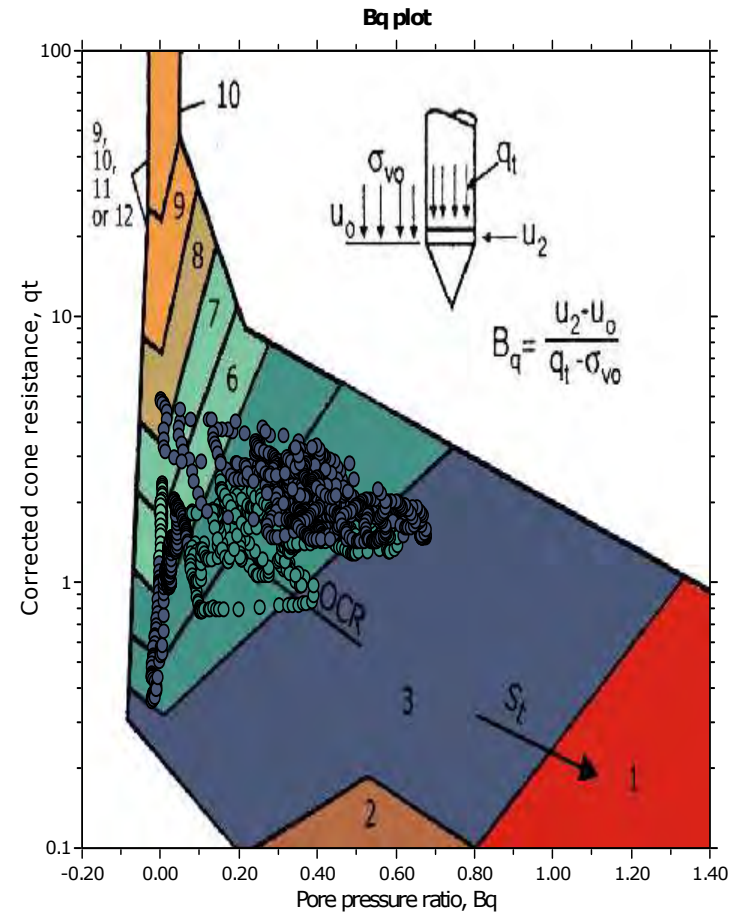 Bq plot
Corrected cone resistance, qt
100
10
1
0.1
10
9,
10,
11
or 12
9
8
7
6
σvo
qt
uo
u2
Bq= u2-uo
qt-σvo
OCR
3
St
1
2
-0.20 0.00 0.20 0.40 0.60 0.80 1.00 1.20 1.40
Pore pressure ratio, Bq